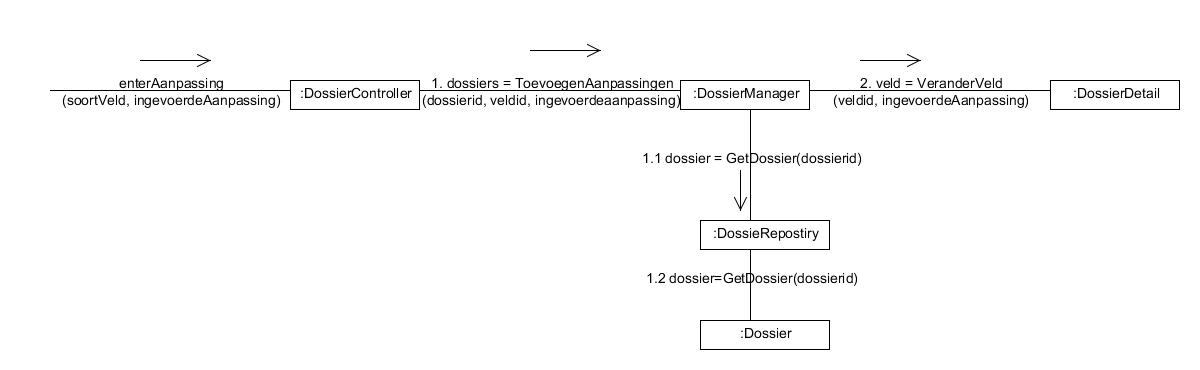 enterAanpassing
(soortVeld, ingevoerdeAanpassing)
:DossierController
1. dossiers = ToevoegenAanpassingen
(dossierid, veldid, ingevoerdeaanpassing)
:DossierManager
2. veld = VeranderVeld
(veldid, ingevoerdeAanpassing)
:DossierDetail
1.1 dossier = GetDossier(dossierid)
:DossieRepostiry
1.2 dossier=GetDossier(dossierid)
:Dossier